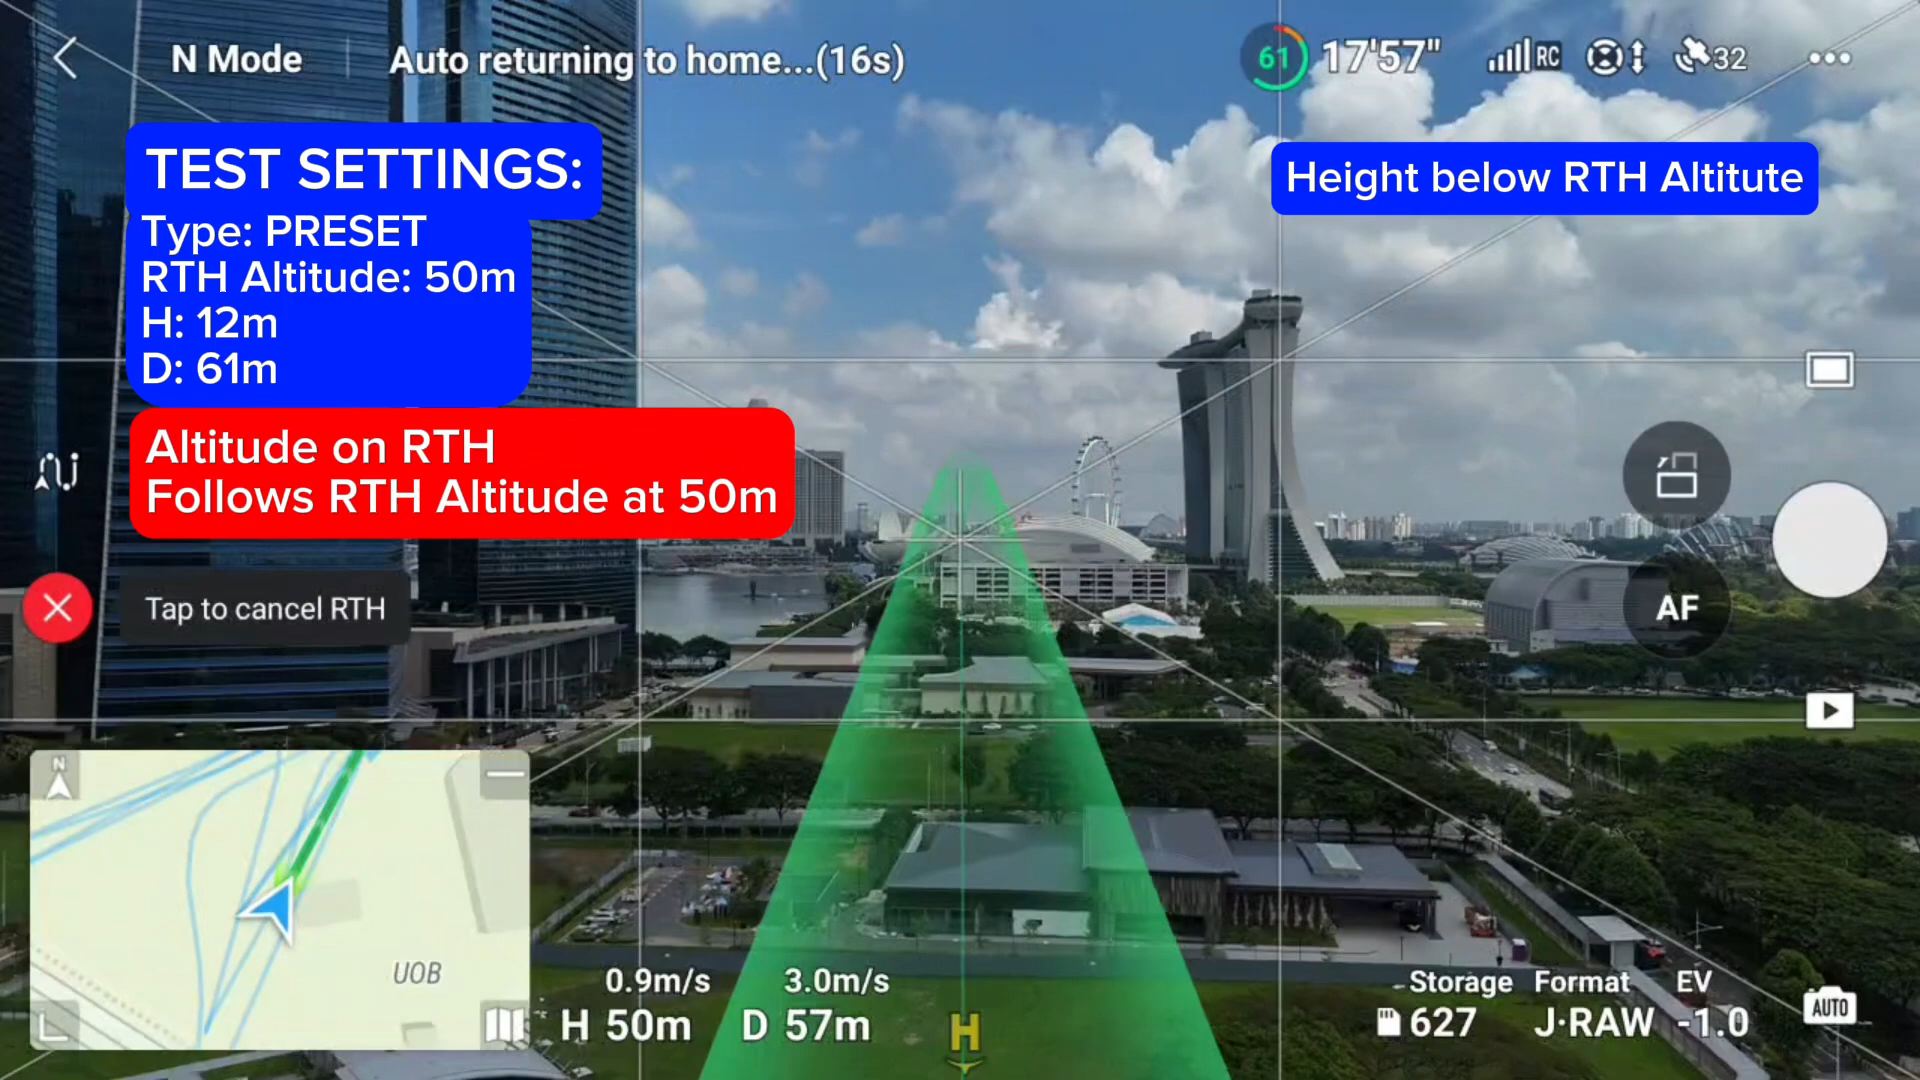 N Mode
Auto returning to home...(16s)
61
17'57"
RC
32
TEST SETTINGS:
Type: PRESET
RTH Altitude: 50m
H: 12m
D: 61m
Height below RTH Altitute
Altitude on RTH
Follows RTH Altitude at 50m
Tap to cancel RTH
AF
N
UOB
0.9m/s
3.0m/s
H 50m
D 57m
H
Storage
Format
EV
627
J·RAW
-1.0
AUTO